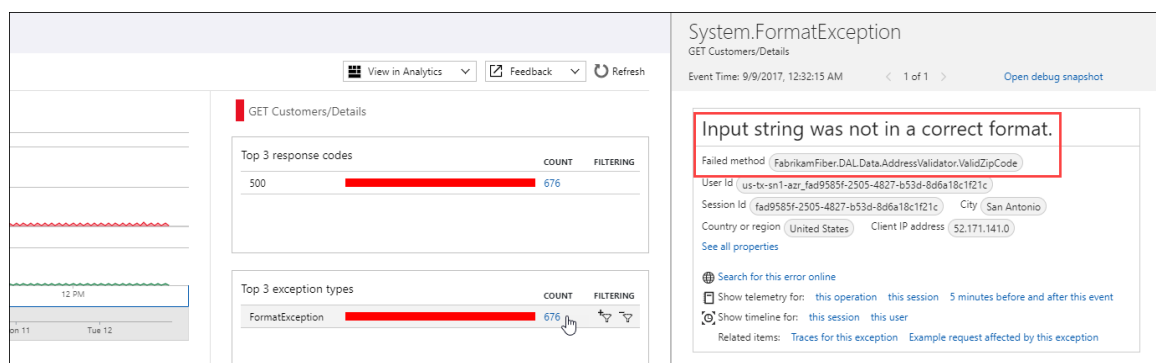 View in Analytics
Feedback
Refresh
GET Customers/Details
Top 3 response codes
COUNT FILTERING
500 676
12 PM
on 11 Tue 12
Top 3 exception types
COUNT FILTERING
FormatException 676
System.FormatException
GET Customers/Details
Event Time: 9/9/2017, 12:32:15 AM < 1 of 1 > Open debug snapshot
Input string was not in a correct format.
Failed method FabrikamFiber.DAL.Data.AddressValidator.ValidZipCode
User Id us-tx-sn1-azr_fad9585f-2505-4827-b53d-8d6a18c1f21c
Session Id fad9585f-2505-4827-b53d-8d6a18c1f21c City San Antonio
Country or region United States Client IP address 52.171.141.0
See all properties
Search for this error online
Show telemetry for: this operation this session 5 minutes before and after this event
Show timeline for: this session this user
Related items: Traces for this exception Example request affected by this exception